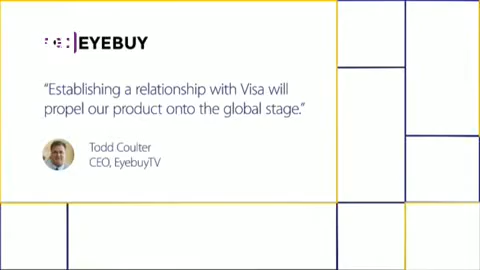 EYEBUY
“Establishing a relationship with Visa will
propel our product onto the global stage.”
Todd Coulter
CEO, EyebuyTV